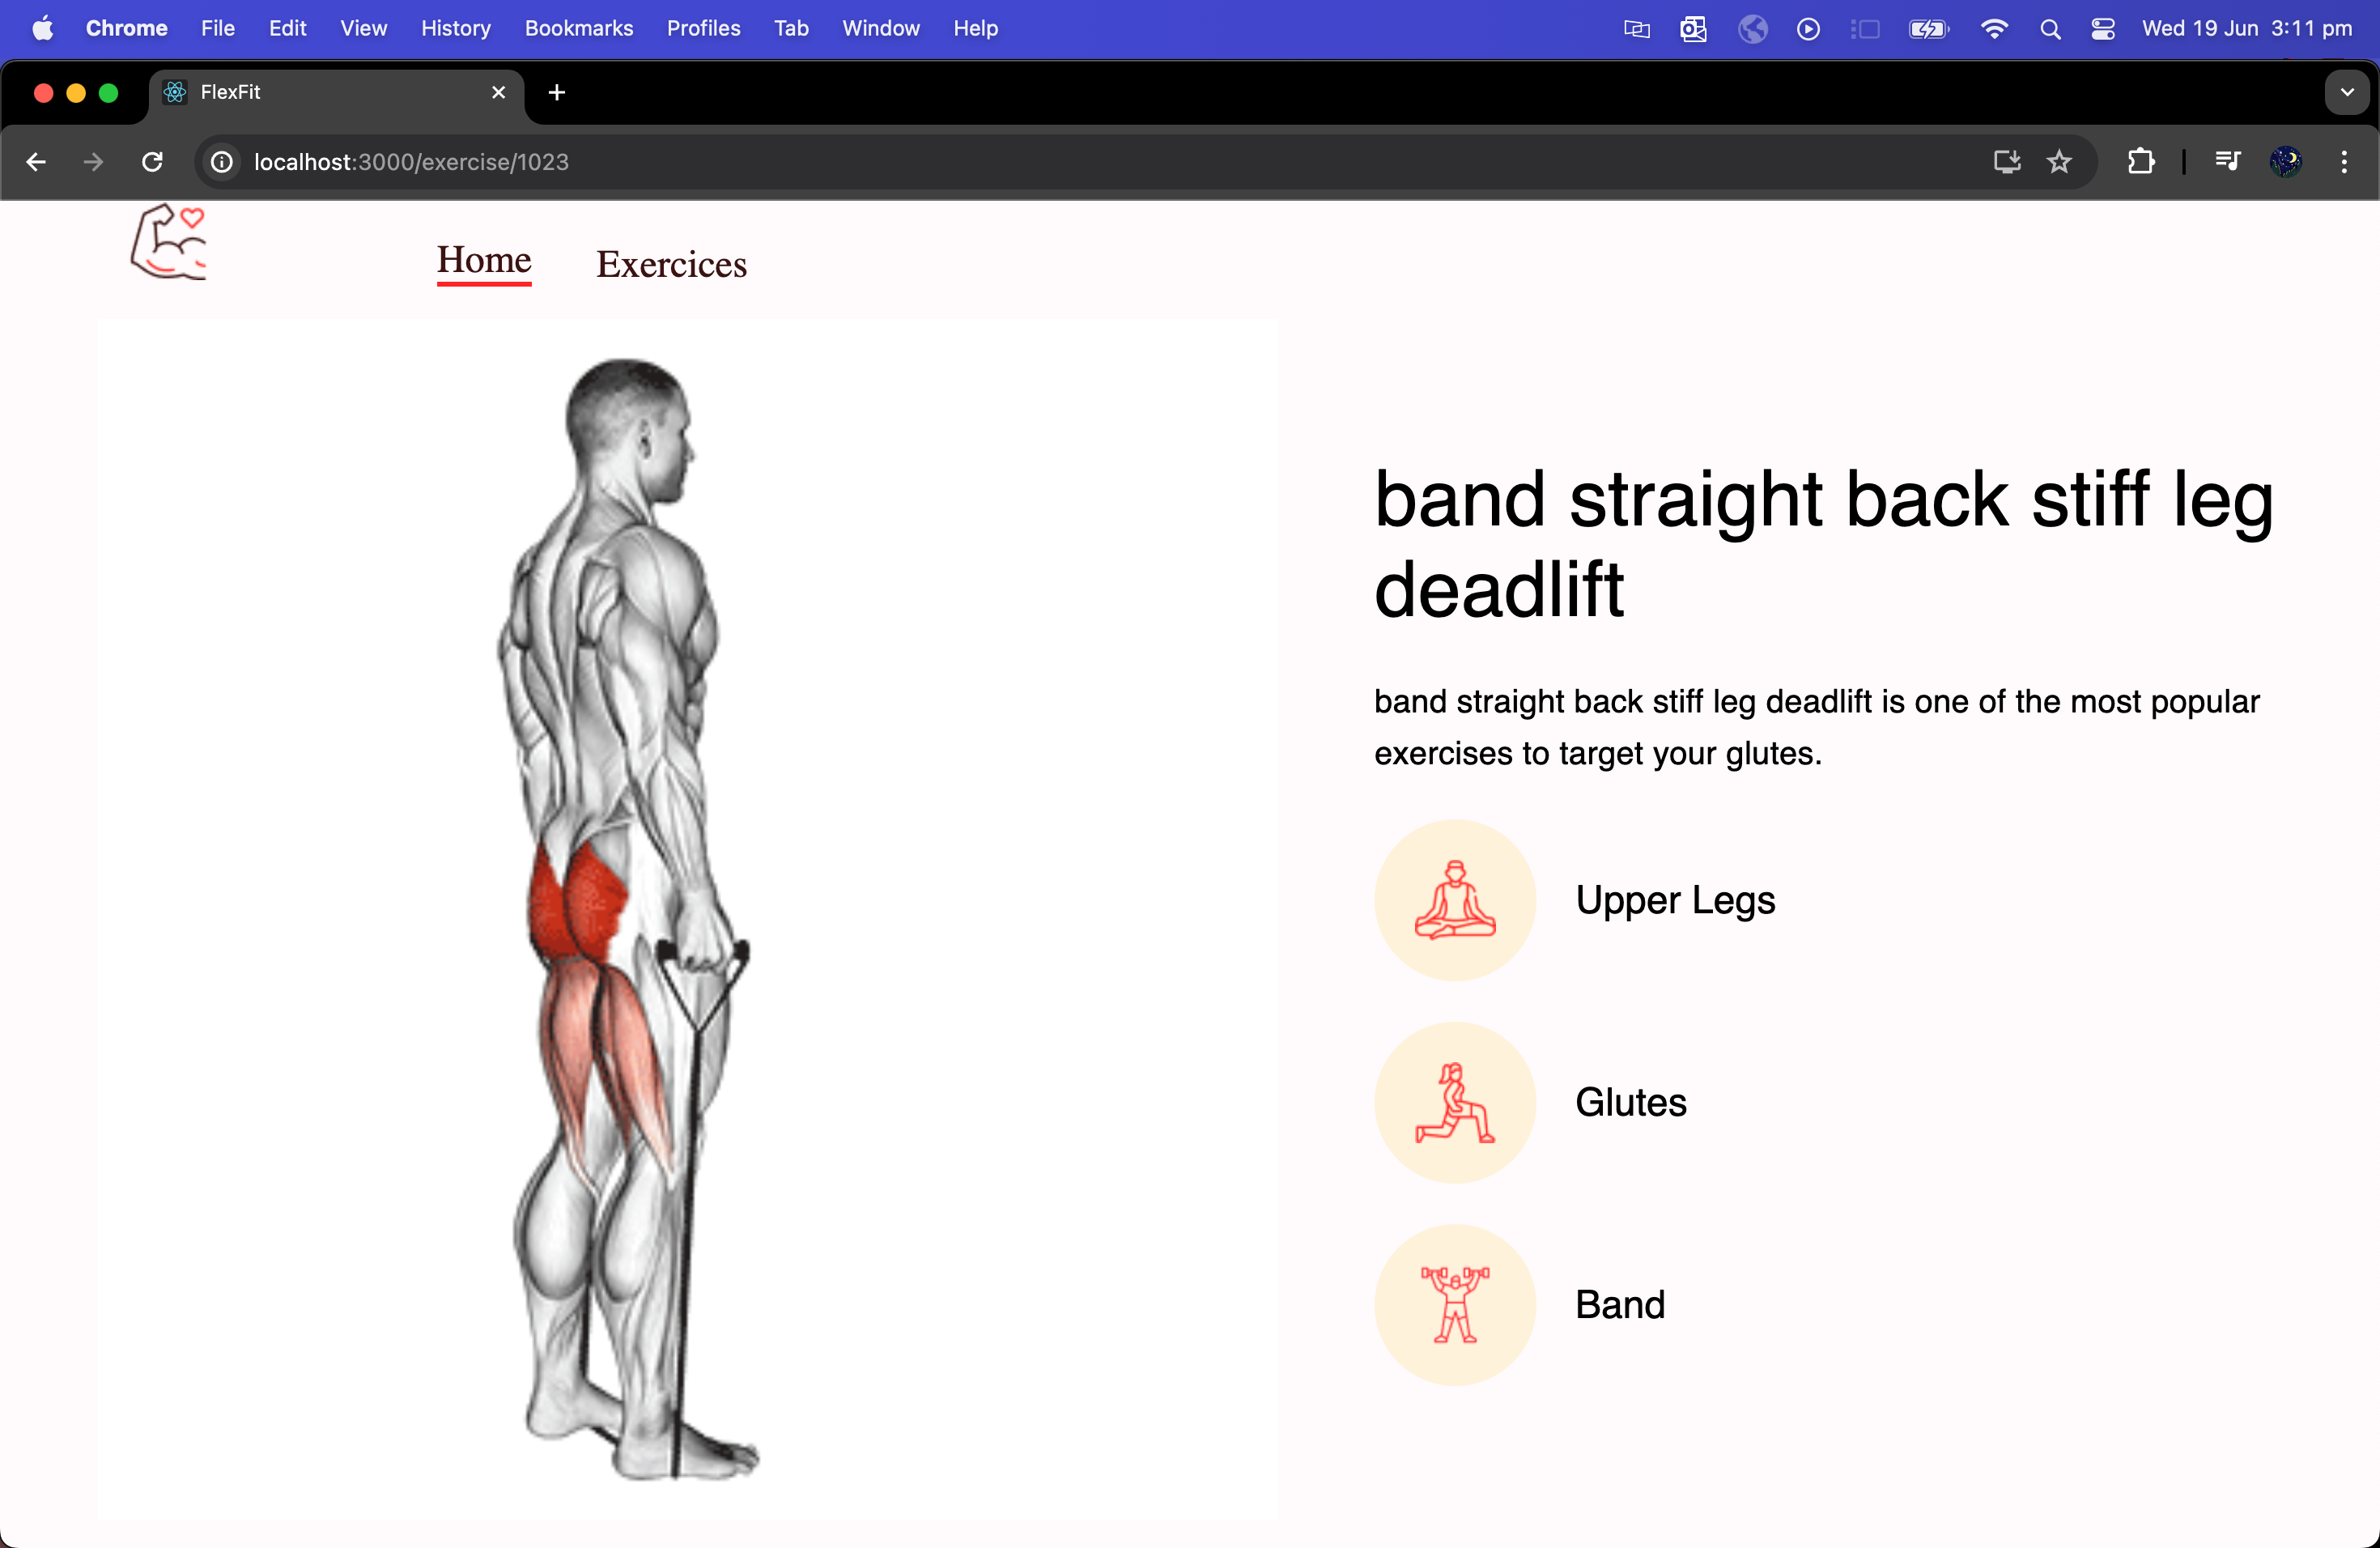 Chrome File Edit View History Bookmarks Profiles Tab Window Help Wed 19 Jun 3:11 pm
FlexFit
localhost:3000/exercise/1023
Home Exercices
band straight back stiff leg
deadlift
band straight back stiff leg deadlift is one of the most popular
exercises to target your glutes.
Upper Legs
Glutes
Band